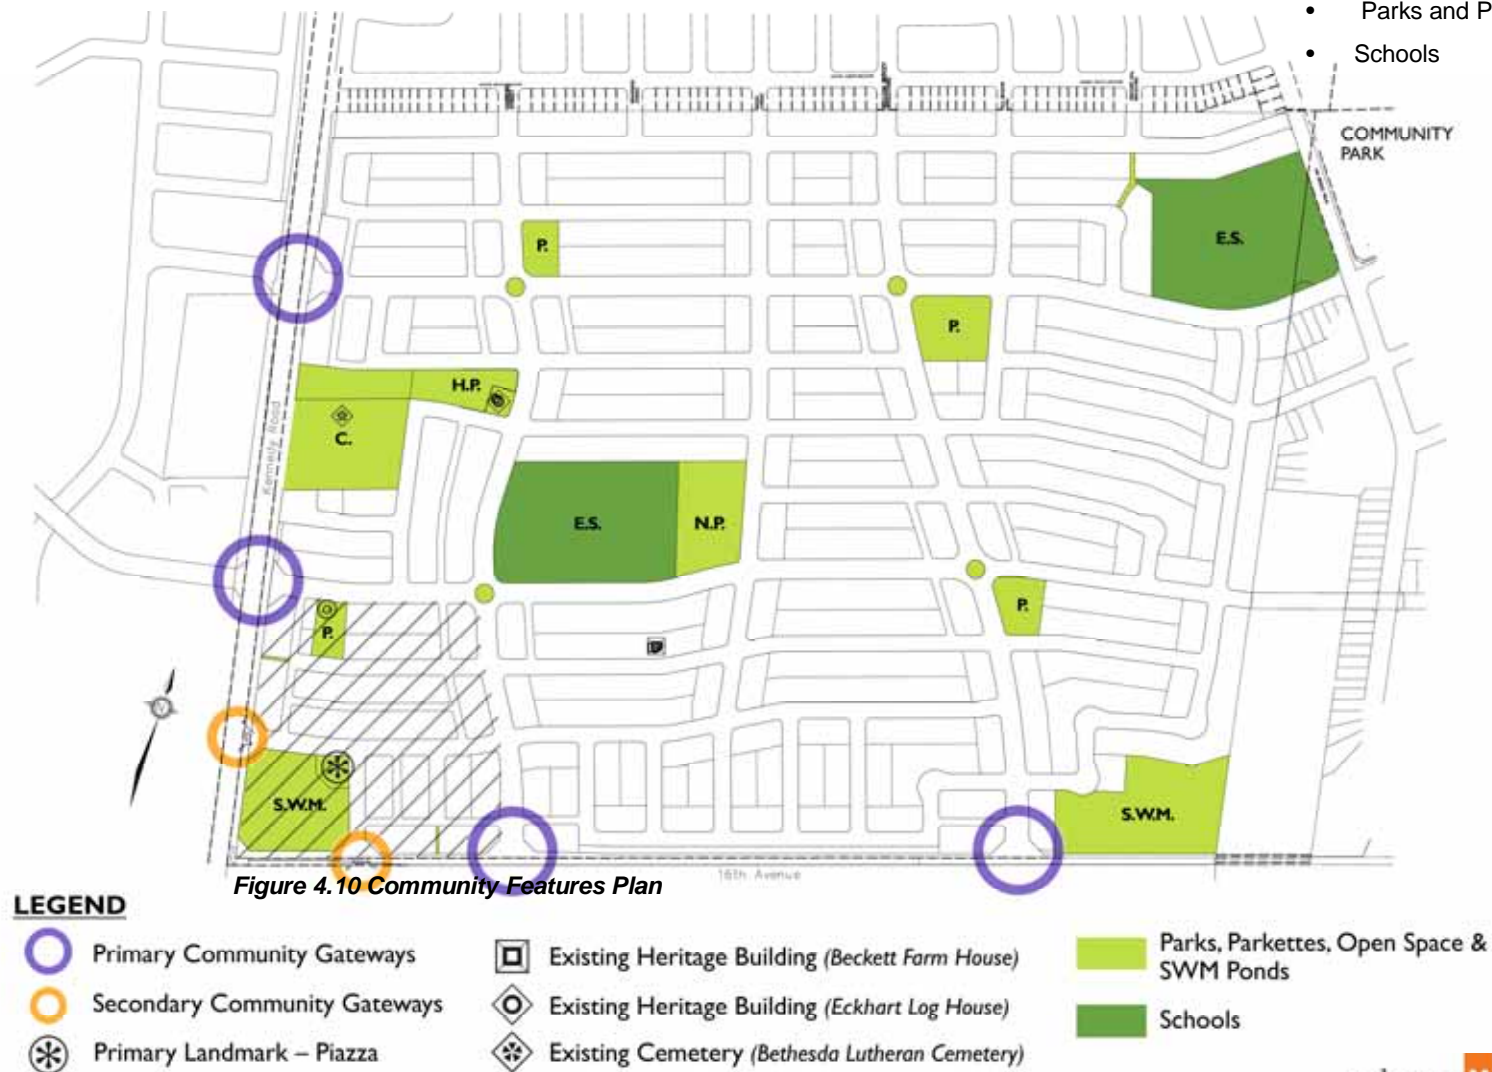 • Parks and P
• Schools
COMMUNITY
PARK
E.S.
P.
P.
H.P.
C.
Kennedy Road
E.S.
N.P.
P.
P.
S.W.M.
S.W.M.
16th Avenue
Figure 4.10 Community Features Plan
LEGEND
Primary Community Gateways
Secondary Community Gateways
Primary Landmark – Piazza
Existing Heritage Building (Beckett Farm House)
Existing Heritage Building (Eckhart Log House)
Existing Cemetery (Bethesda Lutheran Cemetery)
Parks, Parkettes, Open Space &
SWM Ponds
Schools